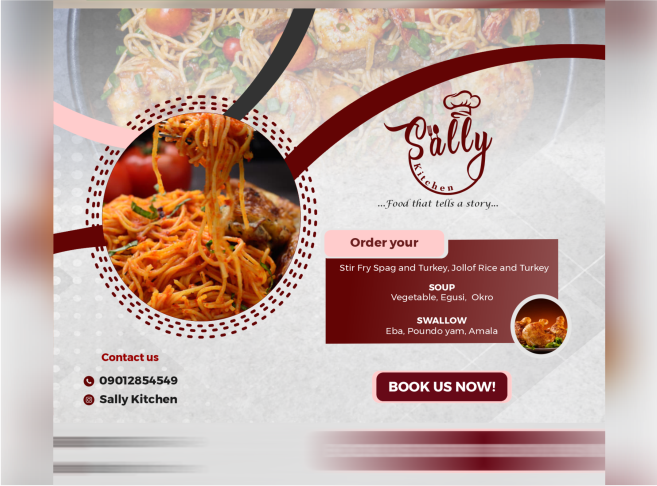 Sally
Kitchen
...Food that tells a story...
Order your
Stir Fry Spag and Turkey, Jollof Rice and Turkey
SOUP
Vegetable, Egusi, Okro
SWALLOW
Eba, Poundo yam, Amala
Contact us
09012854549
Sally Kitchen
BOOK US NOW!